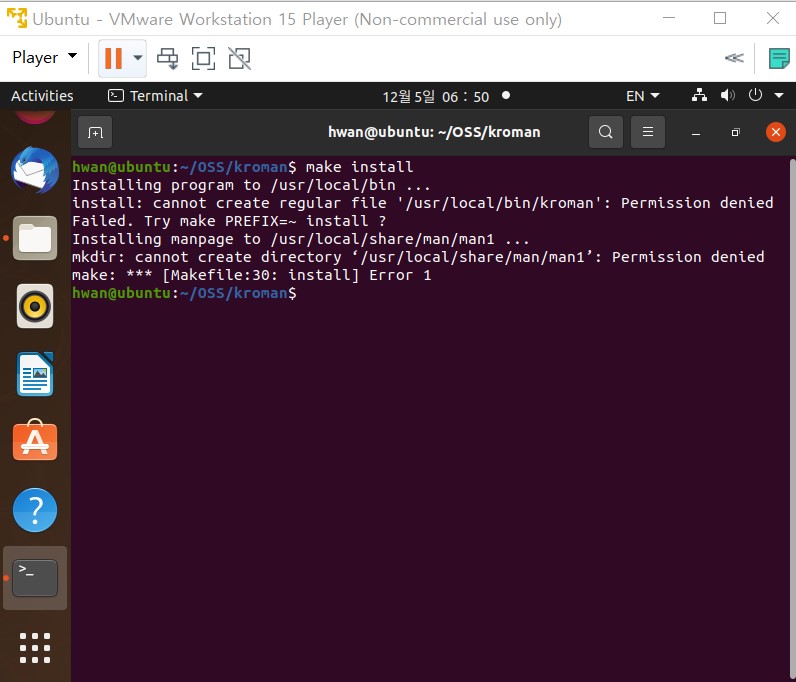 Ubuntu - VMware Workstation 15 Player (Non-commercial use only)
Player
Activities
Terminal
12월 5일 06 : 50
EN
hwan@ubuntu: ~/OSS/kroman
hwan@ubuntu:~/OSS/kroman$ make install
Installing program to /usr/local/bin ...
install: cannot create regular file '/usr/local/bin/kroman': Permission denied
Failed. Try make PREFIX=~ install ?
Installing manpage to /usr/local/share/man/man1 ...
mkdir: cannot create directory ‘/usr/local/share/man/man1’: Permission denied
make: *** [Makefile:30: install] Error 1
hwan@ubuntu:~/OSS/kroman$